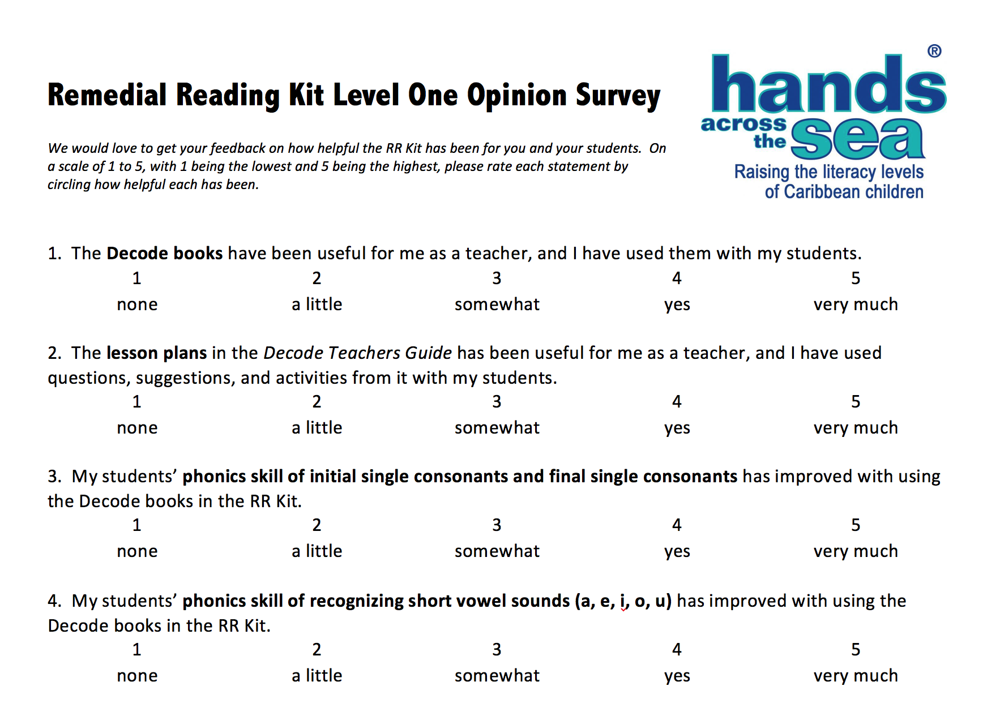 Remedial Reading Kit Level One Opinion Survey
hands®
across the sea
Raising the literacy levels
of Caribbean children
We would love to get your feedback on how helpful the RR Kit has been for you and your students.  On
a scale of 1 to 5, with 1 being the lowest and 5 being the highest, please rate each statement by
circling how helpful each has been.
1.  The Decode books have been useful for me as a teacher, and I have used them with my students.
1 2 3 4 5
none a little somewhat yes very much
2.  The lesson plans in the Decode Teachers Guide has been useful for me as a teacher, and I have used
questions, suggestions, and activities from it with my students.
1 2 3 4 5
none a little somewhat yes very much
3.  My students’ phonics skill of initial single consonants and final single consonants has improved with using
the Decode books in the RR Kit.
1 2 3 4 5
none a little somewhat yes very much
4.  My students’ phonics skill of recognizing short vowel sounds (a, e, i, o, u) has improved with using the
Decode books in the RR Kit.
1 2 3 4 5
none a little somewhat yes very much